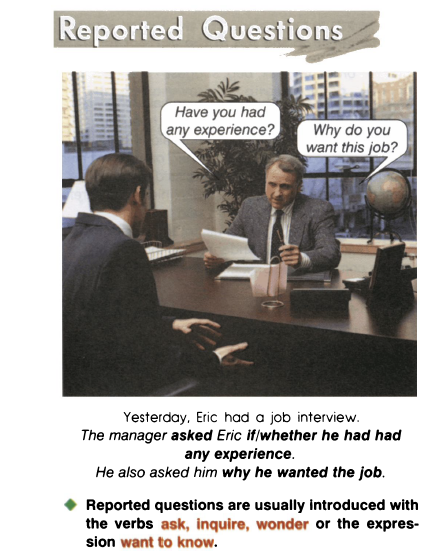 Reported Questions
Have you had
any experience?
Why do you
want this job?
Yesterday, Eric had a job interview.
The manager asked Eric if/whether he had had
any experience.
He also asked him why he wanted the job.
Reported questions are usually introduced with
the verbs ask, inquire, wonder or the expres-
sion want to know.